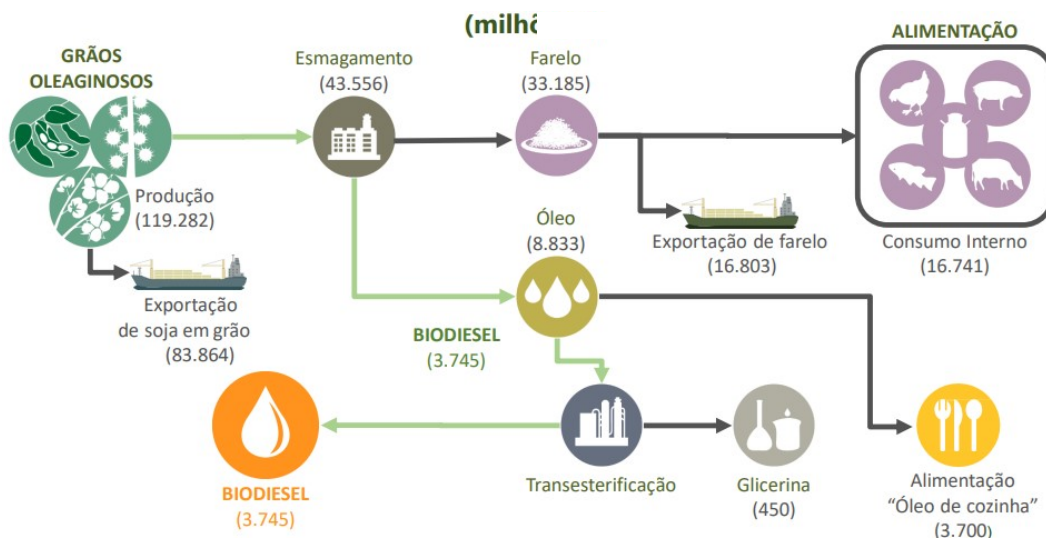 (milhõ
GRÃOS
OLEAGINOSOS
Produção
(119.282)
Exportação
de soja em grão
(83.864)
Esmagamento
(43.556)
Farelo
(33.185)
ALIMENTAÇÃO
Exportação de farelo
(16.803)
Consumo Interno
(16.741)
Óleo
(8.833)
BIODIESEL
(3.745)
BIODIESEL
(3.745)
Transesterificação
Glicerina
(450)
Alimentação
“Óleo de cozinha”
(3.700)